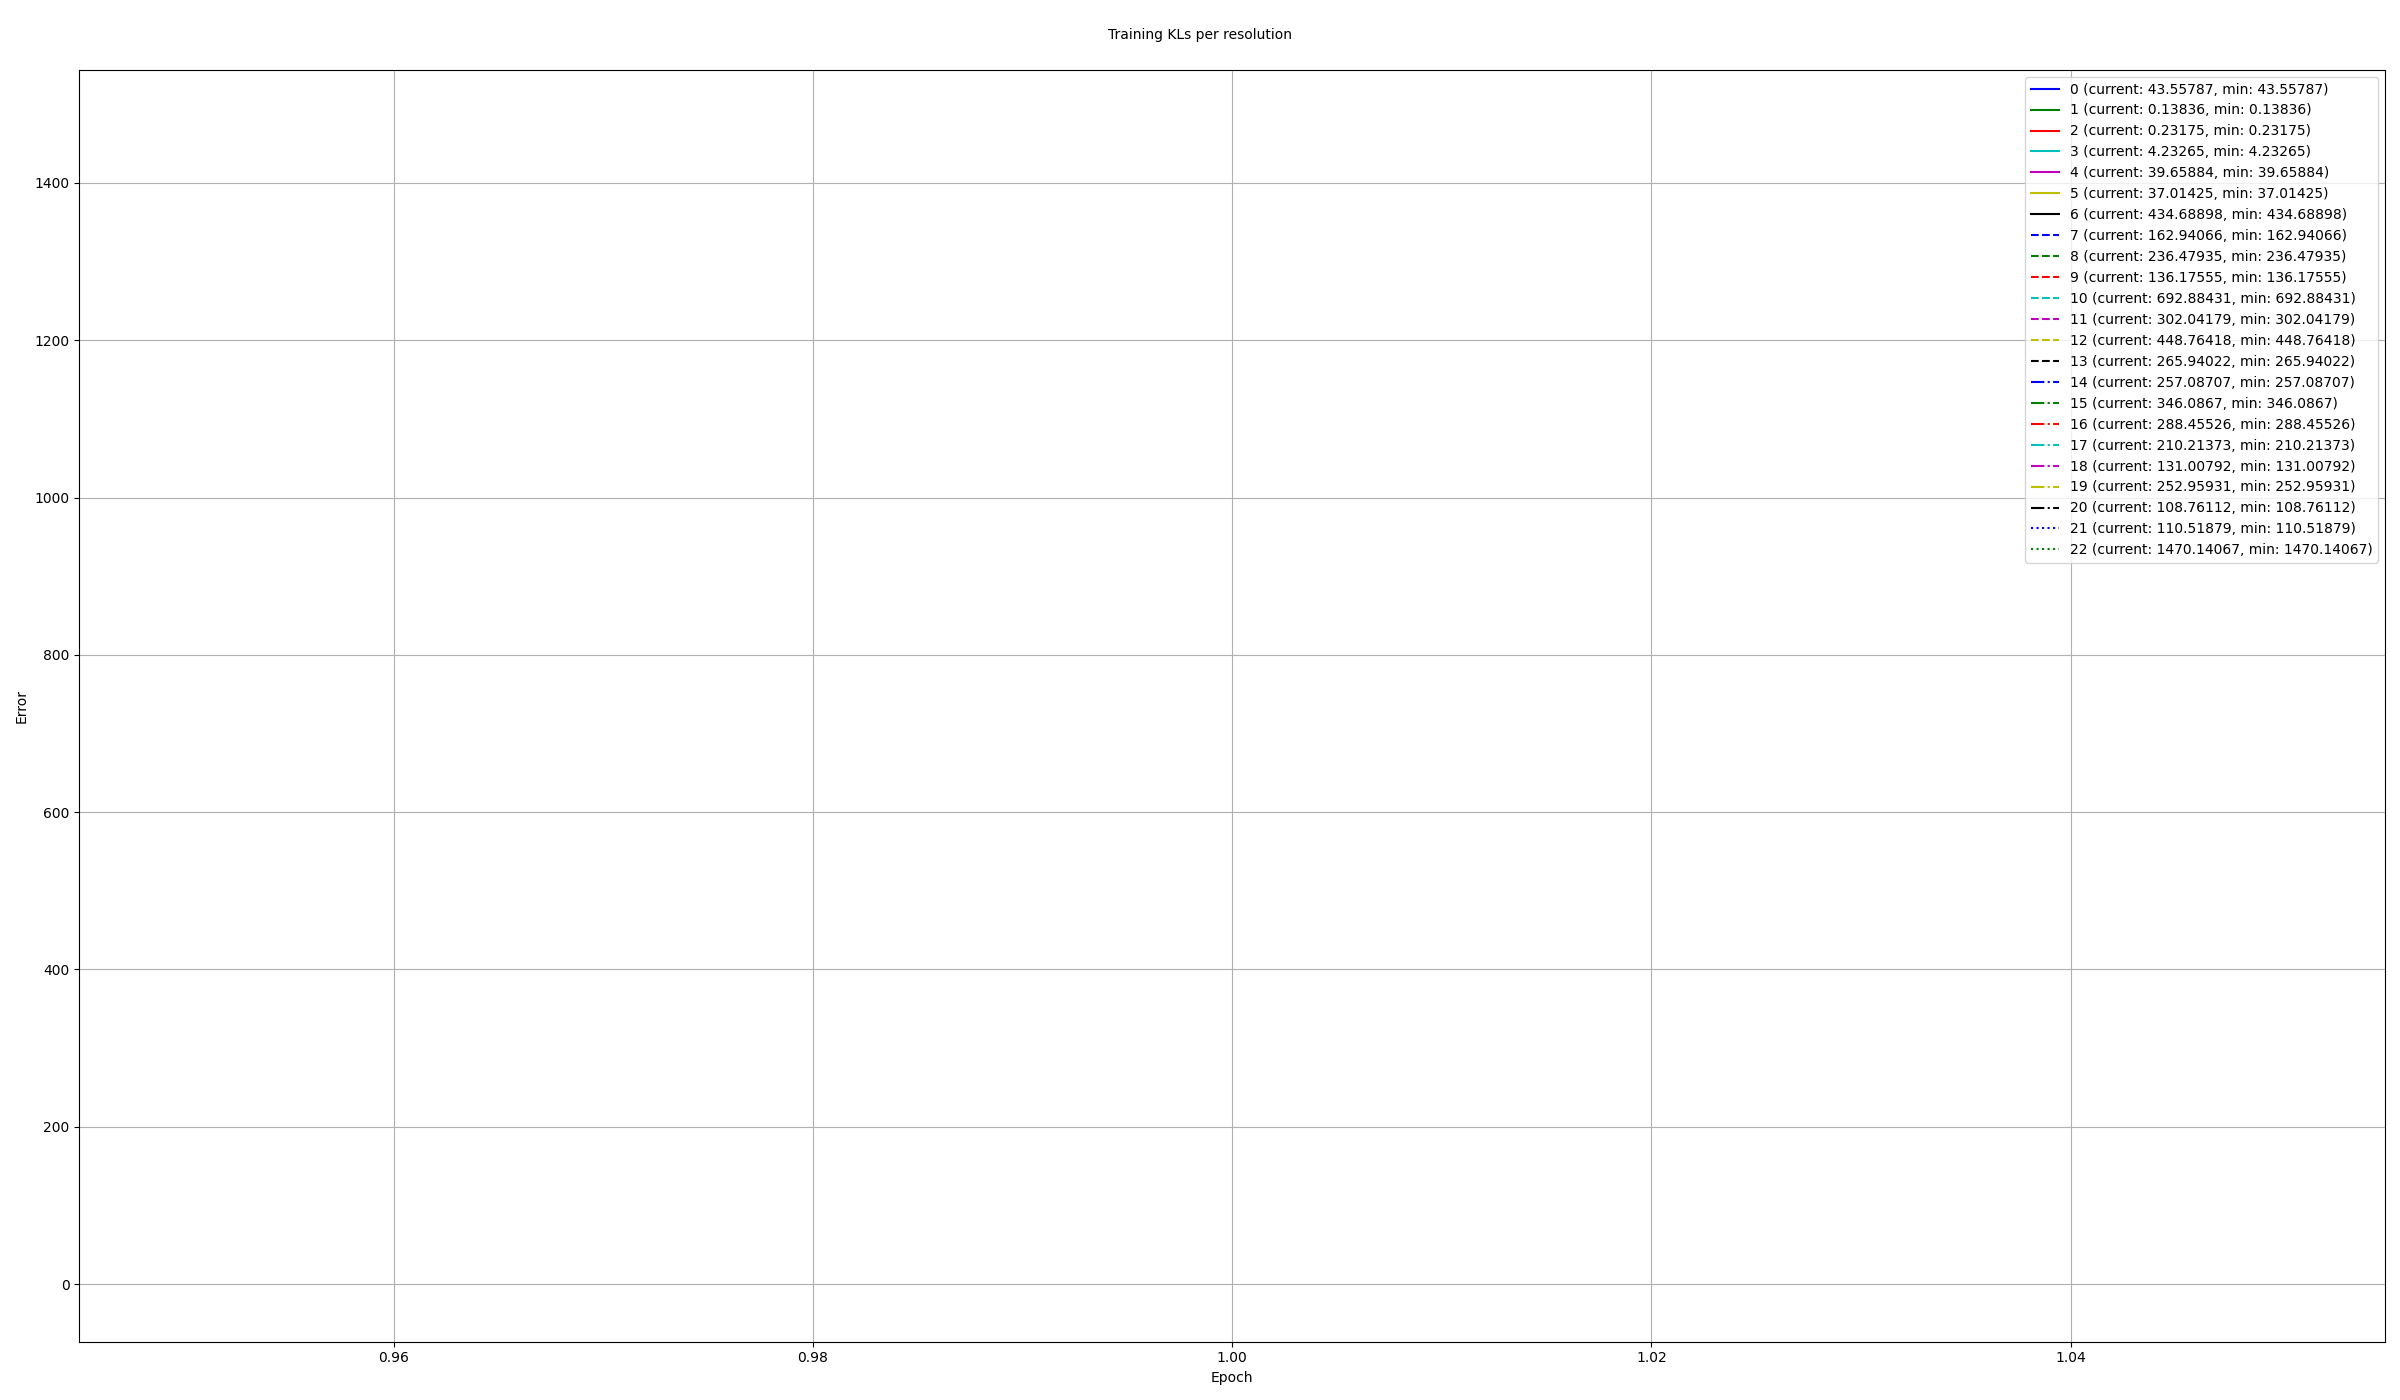 Training KLs per resolution
0 (current: 43.55787, min: 43.55787)
1 (current: 0.13836, min: 0.13836)
2 (current: 0.23175, min: 0.23175)
3 (current: 4.23265, min: 4.23265)
4 (current: 39.65884, min: 39.65884)
5 (current: 37.01425, min: 37.01425)
6 (current: 434.68898, min: 434.68898)
7 (current: 162.94066, min: 162.94066)
8 (current: 236.47935, min: 236.47935)
9 (current: 136.17555, min: 136.17555)
10 (current: 692.88431, min: 692.88431)
11 (current: 302.04179, min: 302.04179)
12 (current: 448.76418, min: 448.76418)
13 (current: 265.94022, min: 265.94022)
14 (current: 257.08707, min: 257.08707)
15 (current: 346.0867, min: 346.0867)
16 (current: 288.45526, min: 288.45526)
17 (current: 210.21373, min: 210.21373)
18 (current: 131.00792, min: 131.00792)
19 (current: 252.95931, min: 252.95931)
20 (current: 108.76112, min: 108.76112)
21 (current: 110.51879, min: 110.51879)
22 (current: 1470.14067, min: 1470.14067)
1400
1200
1000
800
600
400
200
0
Error
0.96
0.98
1.00
1.02
1.04
Epoch